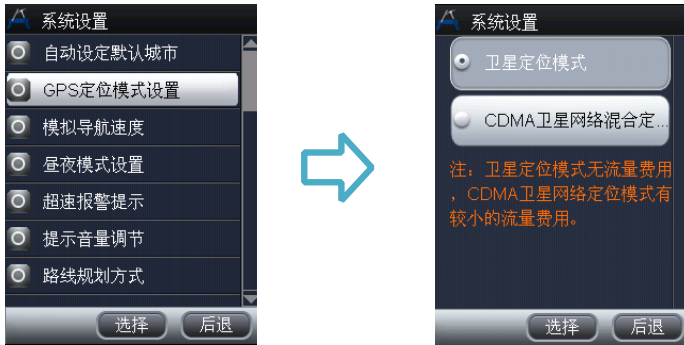 系统设置
自动设定默认城市
GPS定位模式设置
模拟导航速度
昼夜模式设置
超速报警提示
提示音量调节
路线规划方式
选择
后退
系统设置
卫星定位模式
CDMA卫星网络混合定...
注：卫星定位模式无流量费用
，CDMA卫星网络定位模式有
较小的流量费用。
选择
后退